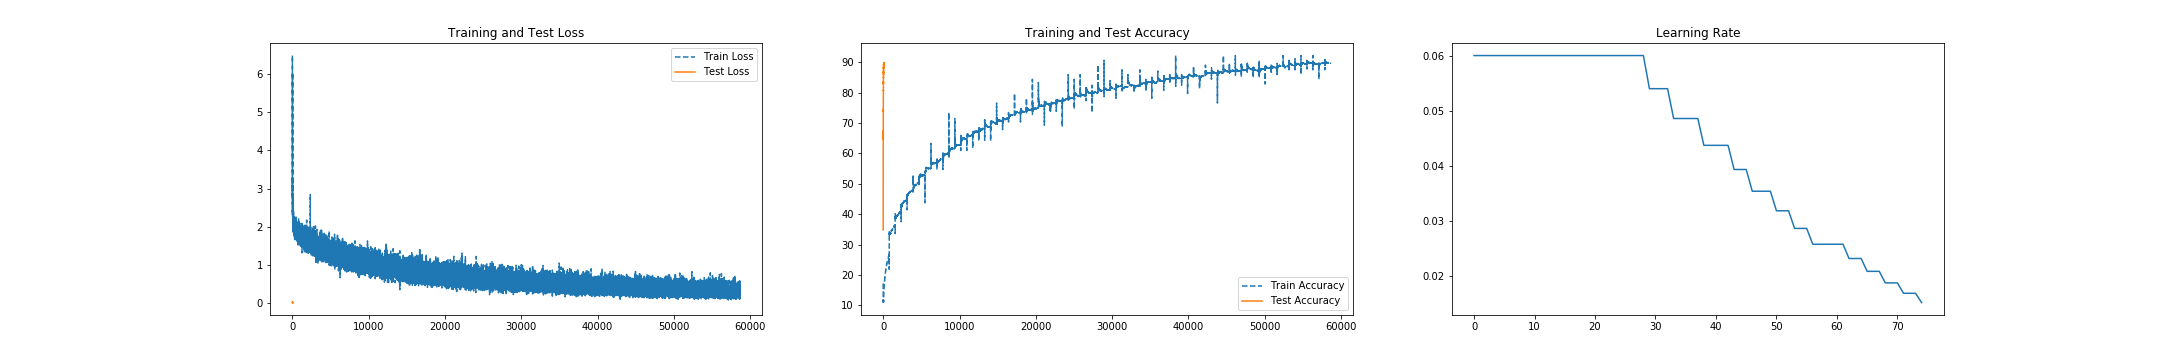 Training and Test Loss
Train Loss
Test Loss
6
5
4
3
2
1
0
0 10000 20000 30000 40000 50000 60000
Training and Test Accuracy
90
80
70
60
50
40
30
20
10
Train Accuracy
Test Accuracy
0 10000 20000 30000 40000 50000 60000
Learning Rate
0.06
0.05
0.04
0.03
0.02
0 10 20 30 40 50 60 70